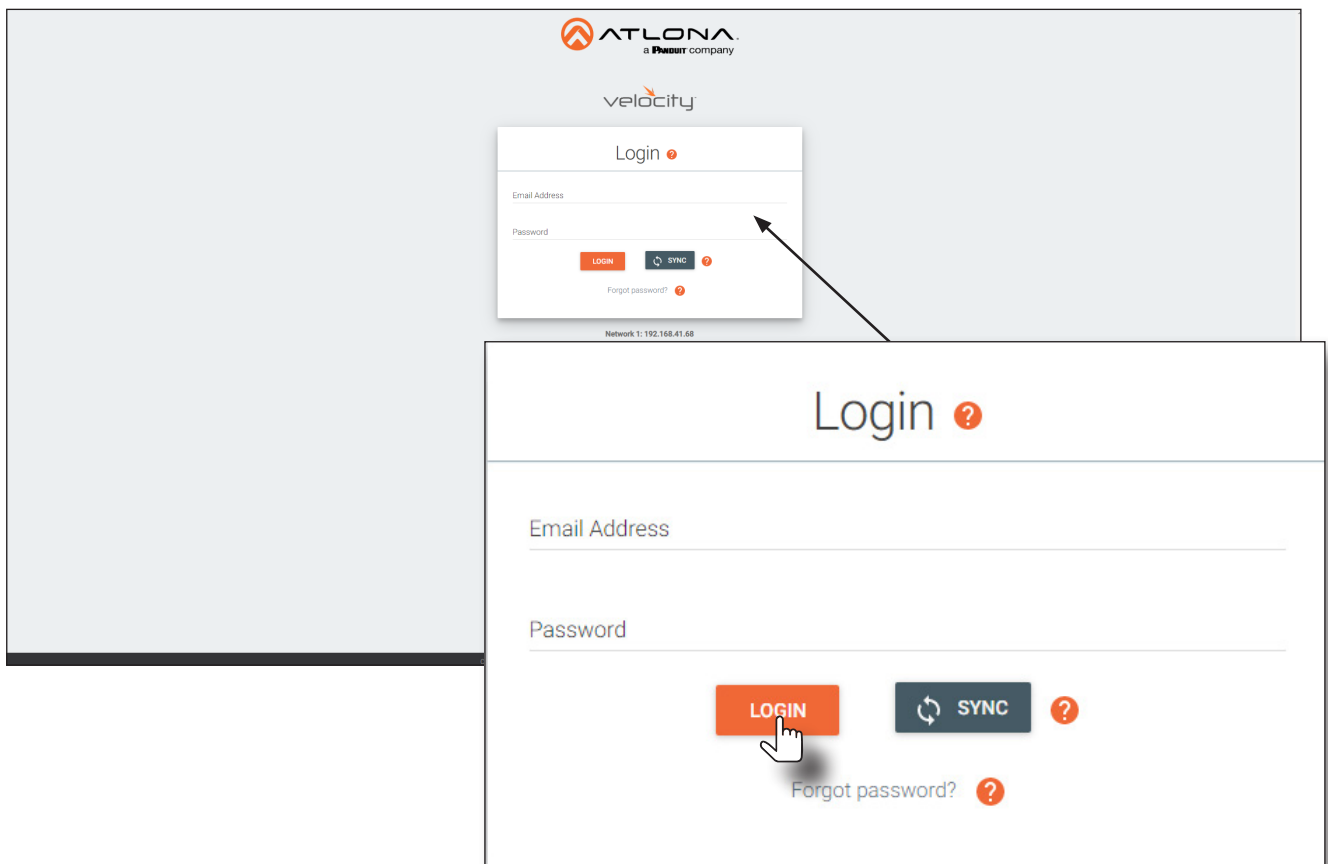 ATLONA
a PANDUIT company
velocity
Login ?
Email Address
Password
LOGIN SYNC ?
Forgot password? ?
Network 1: 192.168.41.68
Login ?
Email Address
Password
LOGIN SYNC ?
Forgot password? ?